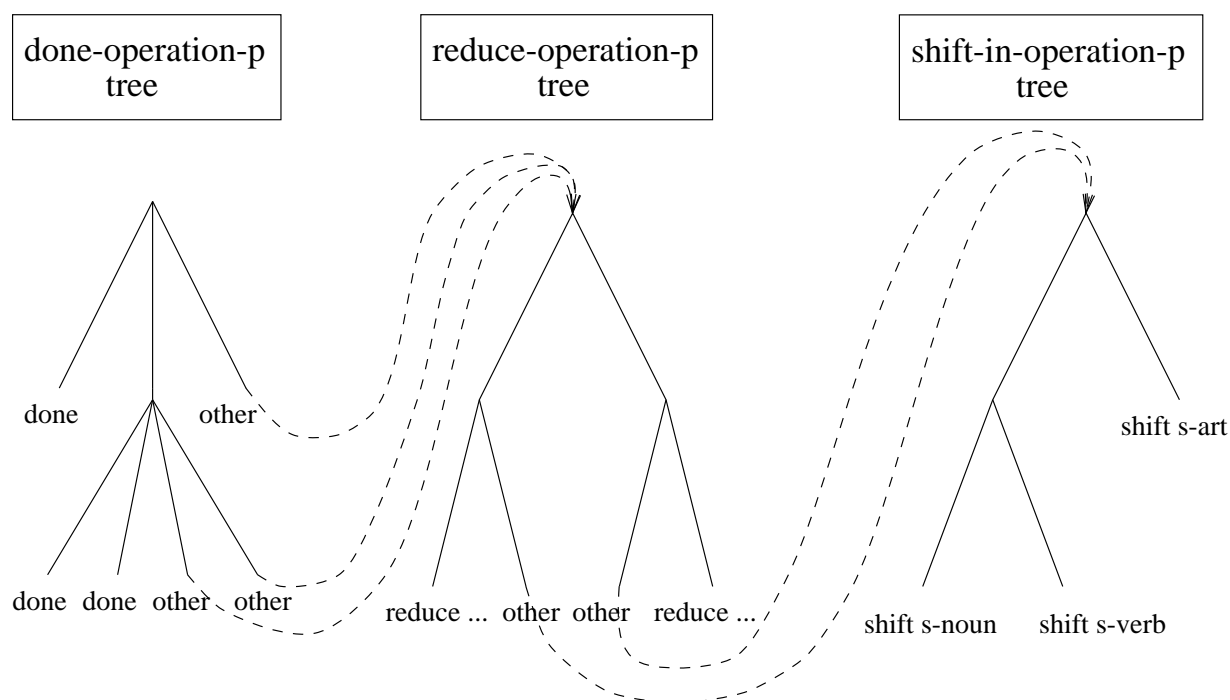 done-operation-p
tree
reduce-operation-p
tree
shift-in-operation-p
tree
done
other
shift s-art
done
done
other
other
reduce ...
other
other
reduce ...
shift s-noun
shift s-verb